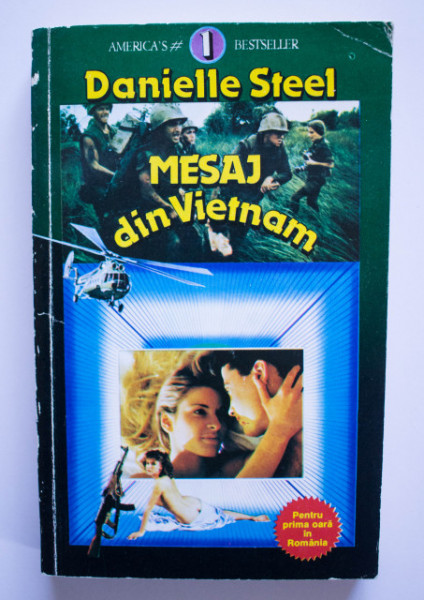 AMERICA'S # 1 BESTSELLER
Danielle Steel
MESAJ
din Vietnam
Pentru
prima oară
în
România